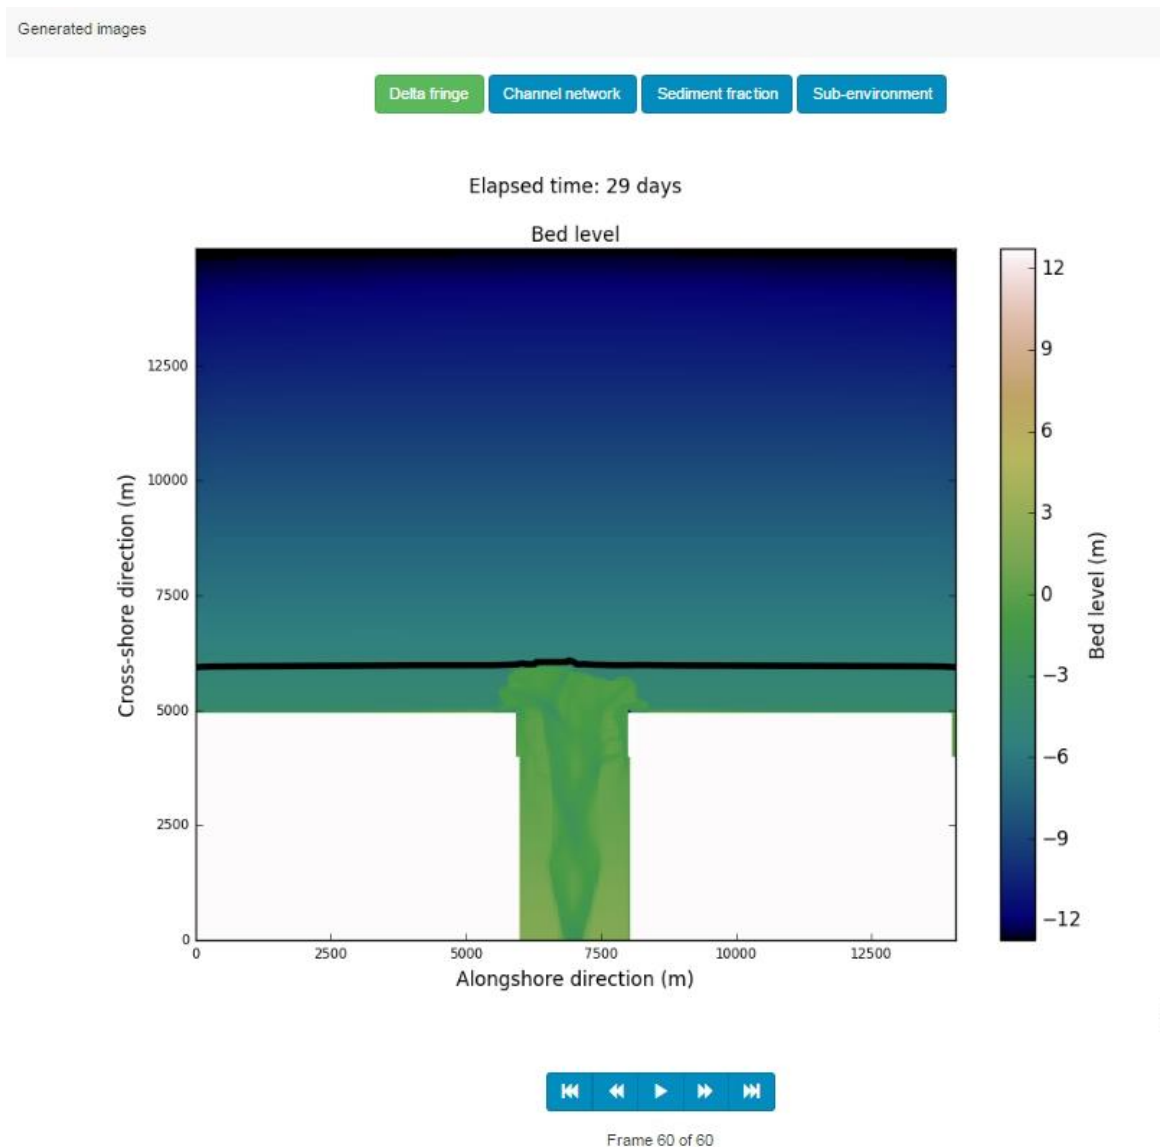 Generated images
Delta fringe Channel network Sediment fraction Sub-environment
Elapsed time: 29 days
Bed level
12500
10000
7500
5000
2500
0
Cross-shore direction (m)
0 2500 5000 7500 10000 12500
Alongshore direction (m)
12
9
6
3
0
−3
−6
−9
−12
Bed level (m)
Frame 60 of 60